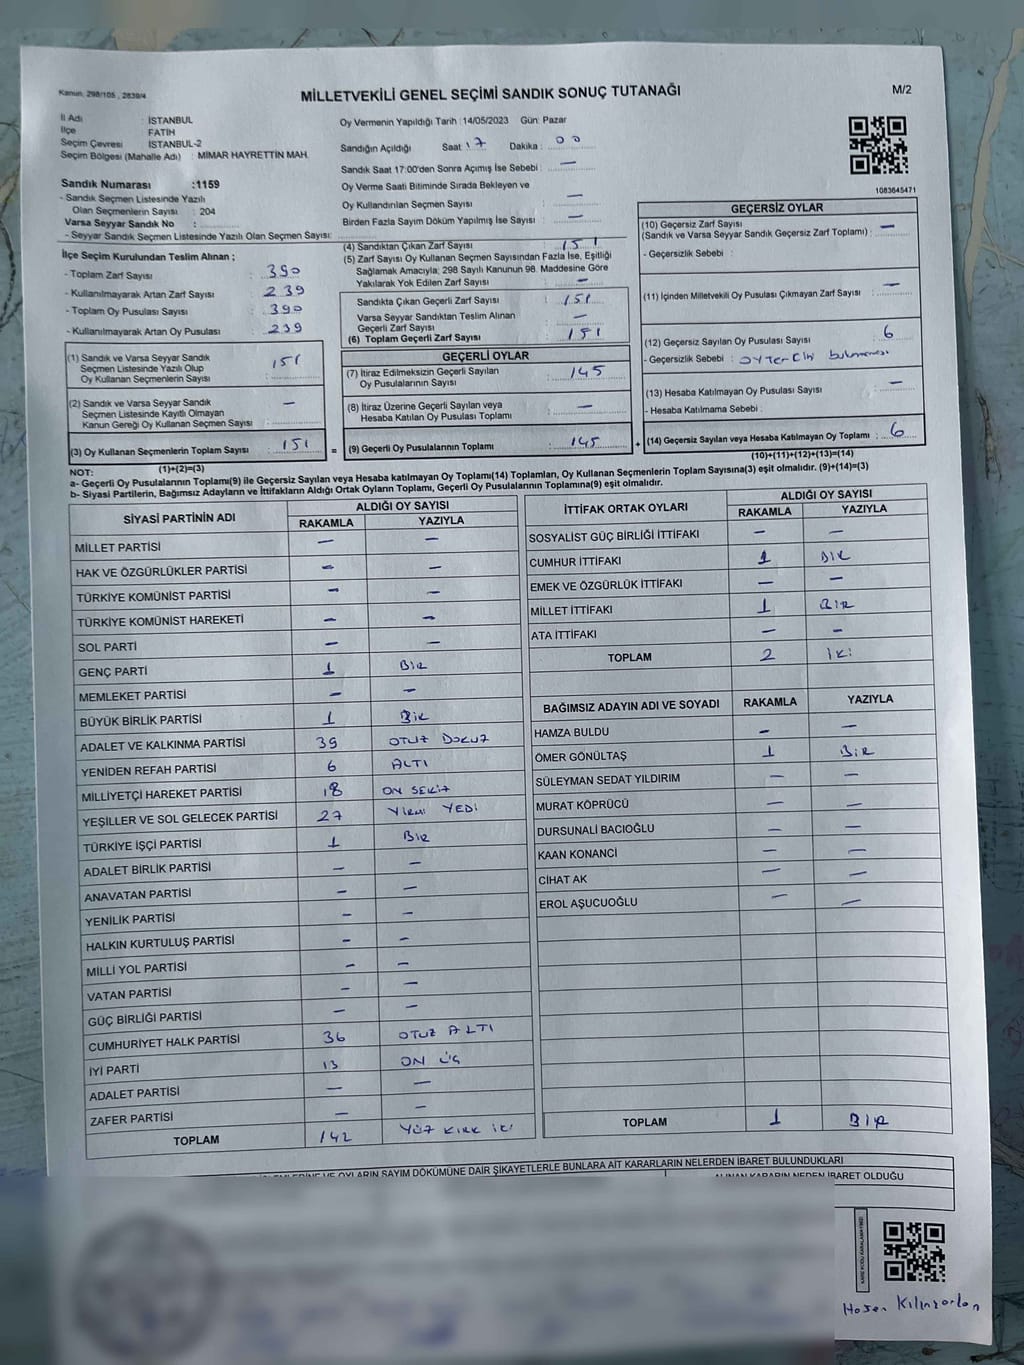 Kanun: 298/105 , 2839/4
MİLLETVEKİLİ GENEL SEÇİMİ SANDIK SONUÇ TUTANAĞI
M/2
İl Adı : İSTANBUL
İlçe : FATİH
Seçim Çevresi : İSTANBUL-2
Seçim Bölgesi (Mahalle Adı) : MİMAR HAYRETTİN MAH.
Sandık Numarası :1159
- Sandık Seçmen Listesinde Yazılı
Olan Seçmenlerin Sayısı : 204
Varsa Seyyar Sandık No :
- Seyyar Sandık Seçmen Listesinde Yazılı Olan Seçmen Sayısı:
Oy Vermenin Yapıldığı Tarih :14/05/2023 Gün: Pazar
Sandığın Açıldığı Saat : 17 Dakika : 00
Sandık Saat 17:00'den Sonra Açımış İse Sebebi : —
Oy Verme Saati Bitiminde Sırada Bekleyen ve
Oy Kullandırılan Seçmen Sayısı : —
Birden Fazla Sayım Döküm Yapılmış İse Sayısı : —
1083645471
İlçe Seçim Kurulundan Teslim Alınan ;
- Toplam Zarf Sayısı : 390
- Kullanılmayarak Artan Zarf Sayısı : 239
- Toplam Oy Pusulası Sayısı : 390
- Kullanılmayarak Artan Oy Pusulası : 239
(1) Sandık ve Varsa Seyyar Sandık
Seçmen Listesinde Yazılı Olup
Oy Kullanan Seçmenlerin Sayısı : 151
(2) Sandık ve Varsa Seyyar Sandık
Seçmen Listesinde Kayıtlı Olmayan
Kanun Gereği Oy Kullanan Seçmen Sayısı : —
(3) Oy Kullanan Seçmenlerin Toplam Sayısı : 151
(1)+(2)=(3)
(4) Sandıktan Çıkan Zarf Sayısı : 151
(5) Zarf Sayısı Oy Kullanan Seçmen Sayısından Fazla İse, Eşitliği
Sağlamak Amacıyla; 298 Sayılı Kanunun 98. Maddesine Göre
Yakılarak Yok Edilen Zarf Sayısı : —
Sandıkta Çıkan Geçerli Zarf Sayısı : 151
Varsa Seyyar Sandıktan Teslim Alınan
Geçerli Zarf Sayısı : —
(6) Toplam Geçerli Zarf Sayısı : 151
GEÇERLİ OYLAR
(7) İtiraz Edilmeksizin Geçerli Sayılan
Oy Pusulalarının Sayısı : 145
(8) İtiraz Üzerine Geçerli Sayılan veya
Hesaba Katılan Oy Pusulası Toplamı : —
= (9) Geçerli Oy Pusulalarının Toplamı : 145 +
GEÇERSİZ OYLAR
(10) Geçersiz Zarf Sayısı
(Sandık ve Varsa Seyyar Sandık Geçersiz Zarf Toplamı) : —
- Geçersizlik Sebebi :
(11) İçinden Milletvekili Oy Pusulası Çıkmayan Zarf Sayısı : —
(12) Geçersiz Sayılan Oy Pusulası Sayısı : 6
- Geçersizlik Sebebi :
(13) Hesaba Katılmayan Oy Pusulası Sayısı : —
- Hesaba Katılmama Sebebi :
(14) Geçersiz Sayılan veya Hesaba Katılmayan Oy Toplamı : 6
(10)+(11)+(12)+(13)=(14)
NOT:
a- Geçerli Oy Pusulalarının Toplamı(9) ile Geçersiz Sayılan veya Hesaba katılmayan Oy Toplamı(14) Toplamları, Oy Kullanan Seçmenlerin Toplam Sayısına(3) eşit olmalıdır. (9)+(14)=(3)
b- Siyasi Partilerin, Bağımsız Adayların ve İttifakların Aldığı Ortak Oyların Toplamı, Geçerli Oy Pusulalarının Toplamına(9) eşit olmalıdır.
SİYASİ PARTİNİN ADI
ALDIĞI OY SAYISI
RAKAMLA YAZIYLA
MİLLET PARTİSİ — —
HAK VE ÖZGÜRLÜKLER PARTİSİ — —
TÜRKİYE KOMÜNİST PARTİSİ — —
TÜRKİYE KOMÜNİST HAREKETİ — —
SOL PARTİ — —
GENÇ PARTİ 1 BİR
MEMLEKET PARTİSİ — —
BÜYÜK BİRLİK PARTİSİ 1 BİR
ADALET VE KALKINMA PARTİSİ 39 OTUZ DOKUZ
YENİDEN REFAH PARTİSİ 6 ALTI
MİLLİYETÇİ HAREKET PARTİSİ 18 ON SEKİZ
YEŞİLLER VE SOL GELECEK PARTİSİ 27 YİRMİ YEDİ
TÜRKİYE İŞÇİ PARTİSİ 1 BİR
ADALET BİRLİK PARTİSİ — —
ANAVATAN PARTİSİ — —
YENİLİK PARTİSİ — —
HALKIN KURTULUŞ PARTİSİ — —
MİLLİ YOL PARTİSİ — —
VATAN PARTİSİ — —
GÜÇ BİRLİĞİ PARTİSİ — —
CUMHURİYET HALK PARTİSİ 36 OTUZ ALTI
İYİ PARTİ 13 ON ÜÇ
ADALET PARTİSİ — —
ZAFER PARTİSİ — —
TOPLAM 142 YÜZ KIRK İKİ
İTTİFAK ORTAK OYLARI
ALDIĞI OY SAYISI
RAKAMLA YAZIYLA
SOSYALİST GÜÇ BİRLİĞİ İTTİFAKI — —
CUMHUR İTTİFAKI 1 BİR
EMEK VE ÖZGÜRLÜK İTTİFAKI — —
MİLLET İTTİFAKI 1 BİR
ATA İTTİFAKI — —
TOPLAM 2 İKİ
BAĞIMSIZ ADAYIN ADI VE SOYADI RAKAMLA YAZIYLA
HAMZA BULDU — —
ÖMER GÖNÜLTAŞ 1 BİR
SÜLEYMAN SEDAT YILDIRIM — —
MURAT KÖPRÜCÜ — —
DURSUNALİ BACIOĞLU — —
KAAN KONANCİ — —
CİHAT AK — —
EROL AŞUCUOĞLU — —
TOPLAM 1 BİR
OYLARIN SAYIM DÖKÜMÜNE DAİR ŞİKAYETLERLE BUNLARA AİT KARARLARIN NELERDEN İBARET BULUNDUKLARI
ALINAN KARARIN NEDEN İBARET OLDUĞU